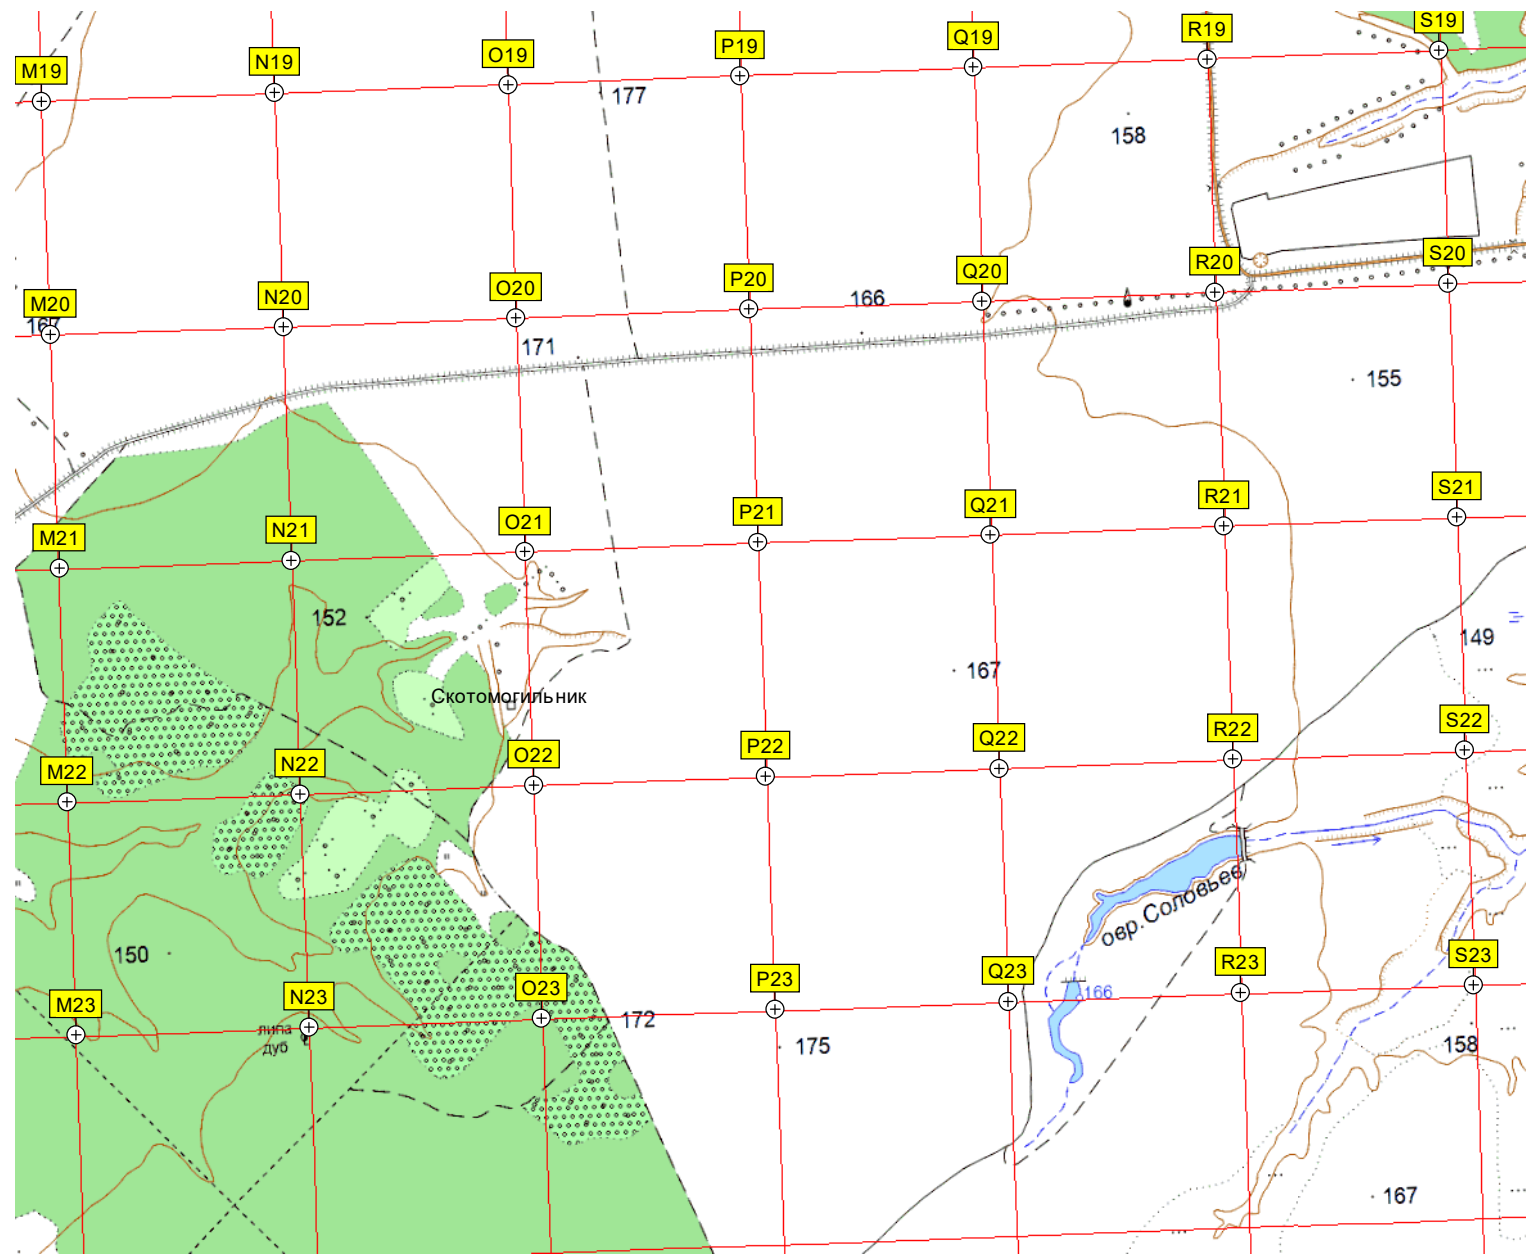 M19
N19
O19
P19
Q19
R19
S19
177
158
M20
N20
O20
P20
Q20
R20
S20
167
171
166
155
M21
N21
O21
P21
Q21
R21
S21
152
167
149
Скотомогильник
M22
N22
O22
P22
Q22
R22
S22
овр.Соловьев
150
M23
N23
O23
P23
Q23
R23
S23
166
липа
дуб
172
175
158
167